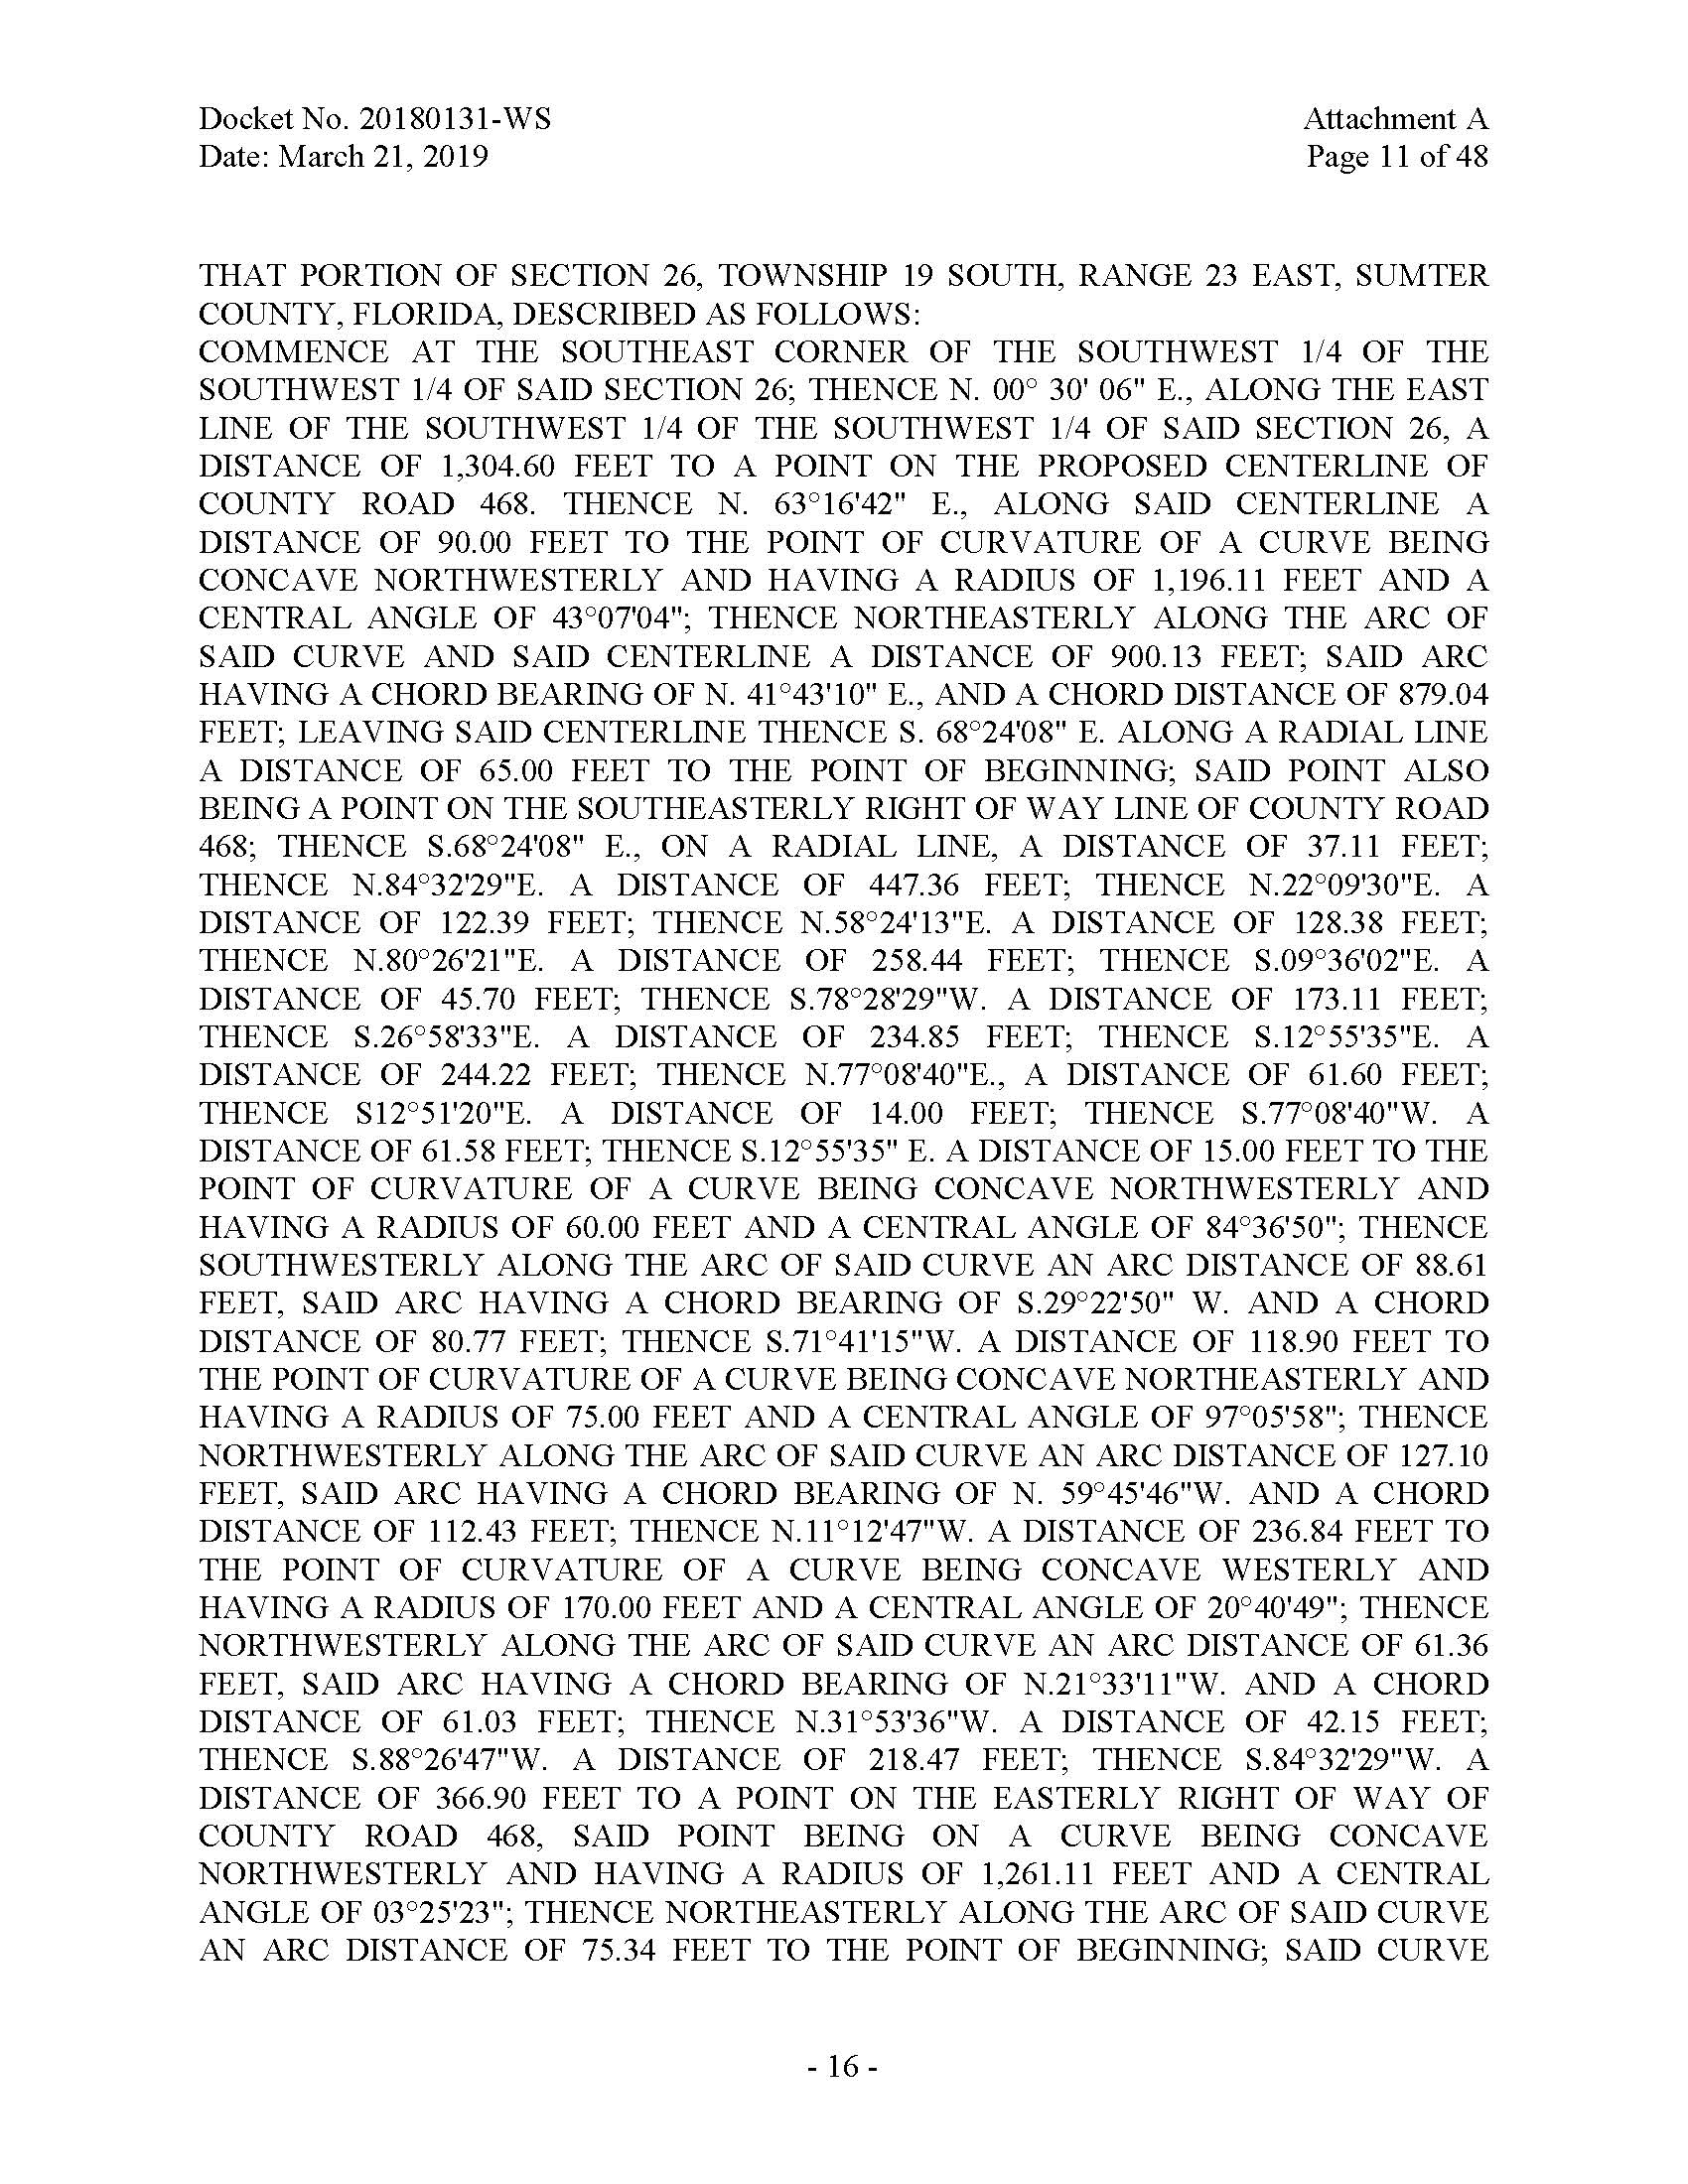 Docket No. 20180131-WS
Attachment A
Date: March 21, 2019
Page 11 of 48
THAT PORTION OF SECTION 26, TOWNSHIP 19 SOUTH, RANGE 23 EAST, SUMTER
COUNTY, FLORIDA, DESCRIBED AS FOLLOWS:
COMMENCE AT THE SOUTHEAST CORNER OF THE SOUTHWEST 1/4 OF THE
SOUTHWEST 1/4 OF SAID SECTION 26; THENCE N. 00° 30' 06" E., ALONG THE EAST
LINE OF THE SOUTHWEST 1/4 OF THE SOUTHWEST 1/4 OF SAID SECTION 26, A
DISTANCE OF 1,304.60 FEET TO A POINT ON THE PROPOSED CENTERLINE OF
COUNTY ROAD 468. THENCE N. 63°16'42" E., ALONG SAID CENTERLINE A
DISTANCE OF 90.00 FEET TO THE POINT OF CURVATURE OF A CURVE BEING
CONCAVE NORTHWESTERLY AND HAVING A RADIUS OF 1,196.11 FEET AND A
CENTRAL ANGLE OF 43°07'04"; THENCE NORTHEASTERLY ALONG THE ARC OF
SAID CURVE AND SAID CENTERLINE A DISTANCE OF 900.13 FEET; SAID ARC
HAVING A CHORD BEARING OF N. 41°43'10" E., AND A CHORD DISTANCE OF 879.04
FEET; LEAVING SAID CENTERLINE THENCE S. 68°24'08" E. ALONG A RADIAL LINE
A DISTANCE OF 65.00 FEET TO THE POINT OF BEGINNING; SAID POINT ALSO
BEING A POINT ON THE SOUTHEASTERLY RIGHT OF WAY LINE OF COUNTY ROAD
468; THENCE S.68°24'08" E., ON A RADIAL LINE, A DISTANCE OF 37.11 FEET;
THENCE N.84°32'29"E. A DISTANCE OF 447.36 FEET; THENCE N.22°09'30"E. A
DISTANCE OF 122.39 FEET; THENCE N.58°24'13"E. A DISTANCE OF 128.38 FEET;
THENCE N.80°26'21"E. A DISTANCE OF 258.44 FEET; THENCE S.09°36'02"E. A
DISTANCE OF 45.70 FEET; THENCE S.78°28'29"W. A DISTANCE OF 173.11 FEET;
THENCE S.26°58'33"E. A DISTANCE OF 234.85 FEET; THENCE S.12°55'35"E. A
DISTANCE OF 244.22 FEET; THENCE N.77°08'40"E., A DISTANCE OF 61.60 FEET;
THENCE S12°51'20"E. A DISTANCE OF 14.00 FEET; THENCE S.77°08'40"W. A
DISTANCE OF 61.58 FEET; THENCE S.12°55'35" E. A DISTANCE OF 15.00 FEET TO THE
POINT OF CURVATURE OF A CURVE BEING CONCAVE NORTHWESTERLY AND
HAVING A RADIUS OF 60.00 FEET AND A CENTRAL ANGLE OF 84°36'50"; THENCE
SOUTHWESTERLY ALONG THE ARC OF SAID CURVE AN ARC DISTANCE OF 88.61
FEET, SAID ARC HAVING A CHORD BEARING OF S.29°22'50" W. AND A CHORD
DISTANCE OF 80.77 FEET; THENCE S.71°41'15"W. A DISTANCE OF 118.90 FEET TO
THE POINT OF CURVATURE OF A CURVE BEING CONCAVE NORTHEASTERLY AND
HAVING A RADIUS OF 75.00 FEET AND A CENTRAL ANGLE OF 97°05'58"; THENCE
NORTHWESTERLY ALONG THE ARC OF SAID CURVE AN ARC DISTANCE OF 127.10
FEET, SAID ARC HAVING A CHORD BEARING OF N. 59°45'46"W. AND A CHORD
DISTANCE OF 112.43 FEET; THENCE N.11°12'47"W. A DISTANCE OF 236.84 FEET TO
THE POINT OF CURVATURE OF A CURVE BEING CONCAVE WESTERLY AND
HAVING A RADIUS OF 170.00 FEET AND A CENTRAL ANGLE OF 20°40'49"; THENCE
NORTHWESTERLY ALONG THE ARC OF SAID CURVE AN ARC DISTANCE OF 61.36
FEET, SAID ARC HAVING A CHORD BEARING OF N.21°33'11"W. AND A CHORD
DISTANCE OF 61.03 FEET; THENCE N.31°53'36"W. A DISTANCE OF 42.15 FEET;
THENCE S.88°26'47"W. A DISTANCE OF 218.47 FEET; THENCE S.84°32'29"W. A
DISTANCE OF 366.90 FEET TO A POINT ON THE EASTERLY RIGHT OF WAY OF
COUNTY ROAD 468, SAID POINT BEING ON A CURVE BEING CONCAVE
NORTHWESTERLY AND HAVING A RADIUS OF 1,261.11 FEET AND A CENTRAL
ANGLE OF 03°25'23"; THENCE NORTHEASTERLY ALONG THE ARC OF SAID CURVE
AN ARC DISTANCE OF 75.34 FEET TO THE POINT OF BEGINNING; SAID CURVE
- 16 -